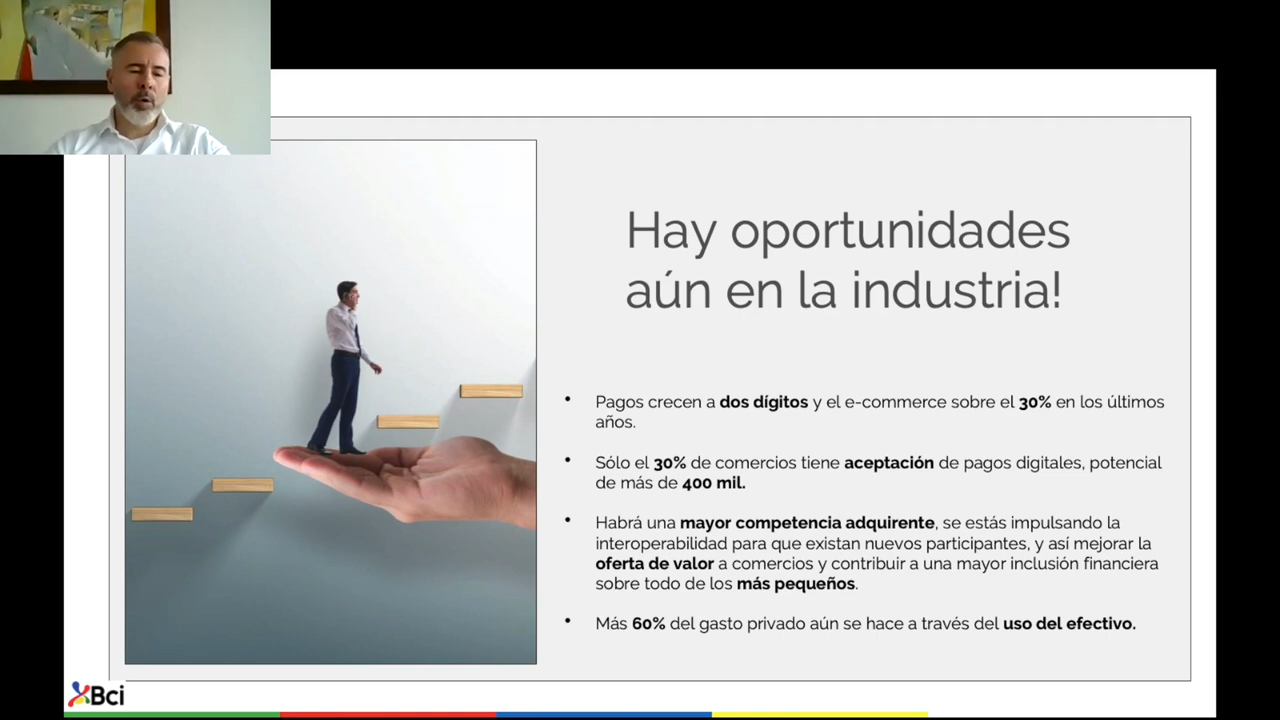 Hay oportunidades
aún en la industria!
• Pagos crecen a dos dígitos y el e-commerce sobre el 30% en los últimos
años.
• Sólo el 30% de comercios tiene aceptación de pagos digitales, potencial
de más de 400 mil.
• Habrá una mayor competencia adquirente, se estás impulsando la
interoperabilidad para que existan nuevos participantes, y así mejorar la
oferta de valor a comercios y contribuir a una mayor inclusión financiera
sobre todo de los más pequeños.
• Más 60% del gasto privado aún se hace a través del uso del efectivo.
Bci